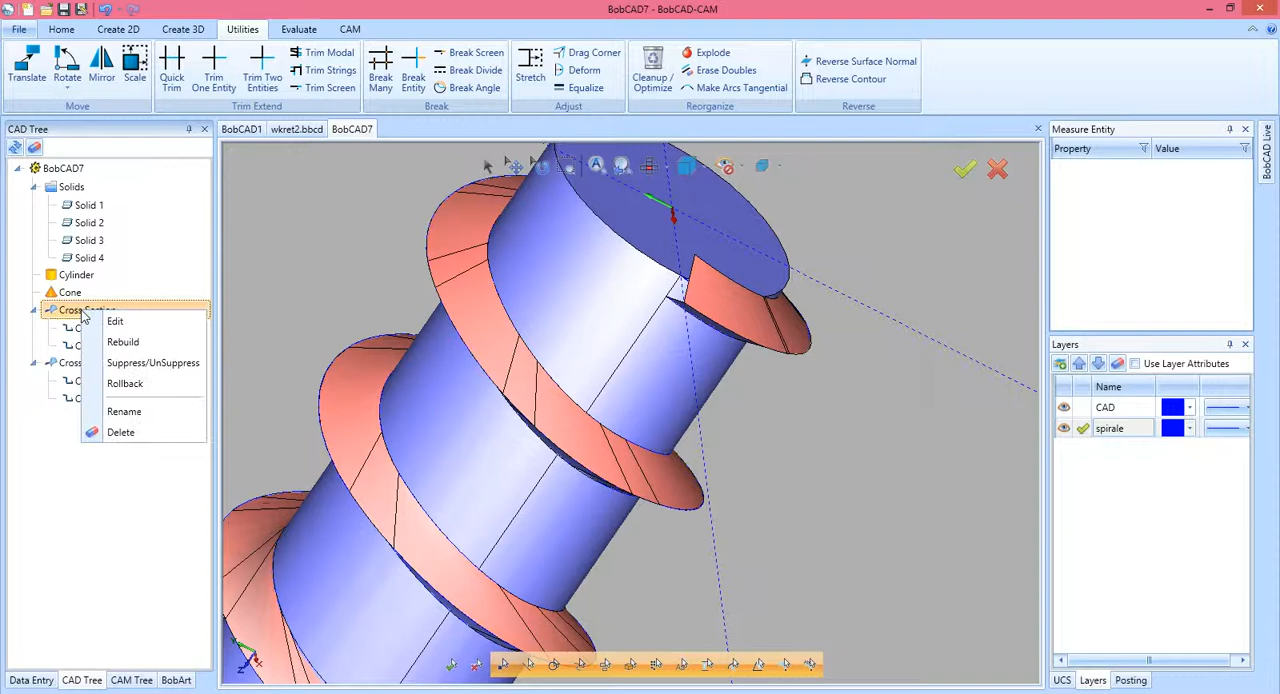 BobCAD7 - BobCAD-CAM
File Home Create 2D Create 3D Utilities Evaluate CAM
Translate Rotate Mirror Scale
Move
Quick Trim Trim One Entity Trim Two Entities
Trim Modal
Trim Strings
Trim Screen
Trim Extend
Break Many Break Entity
Break Screen
Break Divide
Break Angle
Break
Stretch
Drag Corner
Deform
Equalize
Adjust
Cleanup / Optimize
Explode
Erase Doubles
Make Arcs Tangential
Reorganize
Reverse Surface Normal
Reverse Contour
Reverse
CAD Tree
BobCAD7
Solids
Solid 1
Solid 2
Solid 3
Solid 4
Cylinder
Cone
Cross Section
Cross
Edit
Rebuild
Suppress/UnSuppress
Rollback
Rename
Delete
Data Entry CAD Tree CAM Tree BobArt
BobCAD1 wkret2.bbcd BobCAD7
Measure Entity
Property Value
Layers
Use Layer Attributes
Name
CAD
spirale
UCS Layers Posting
BobCAD Live